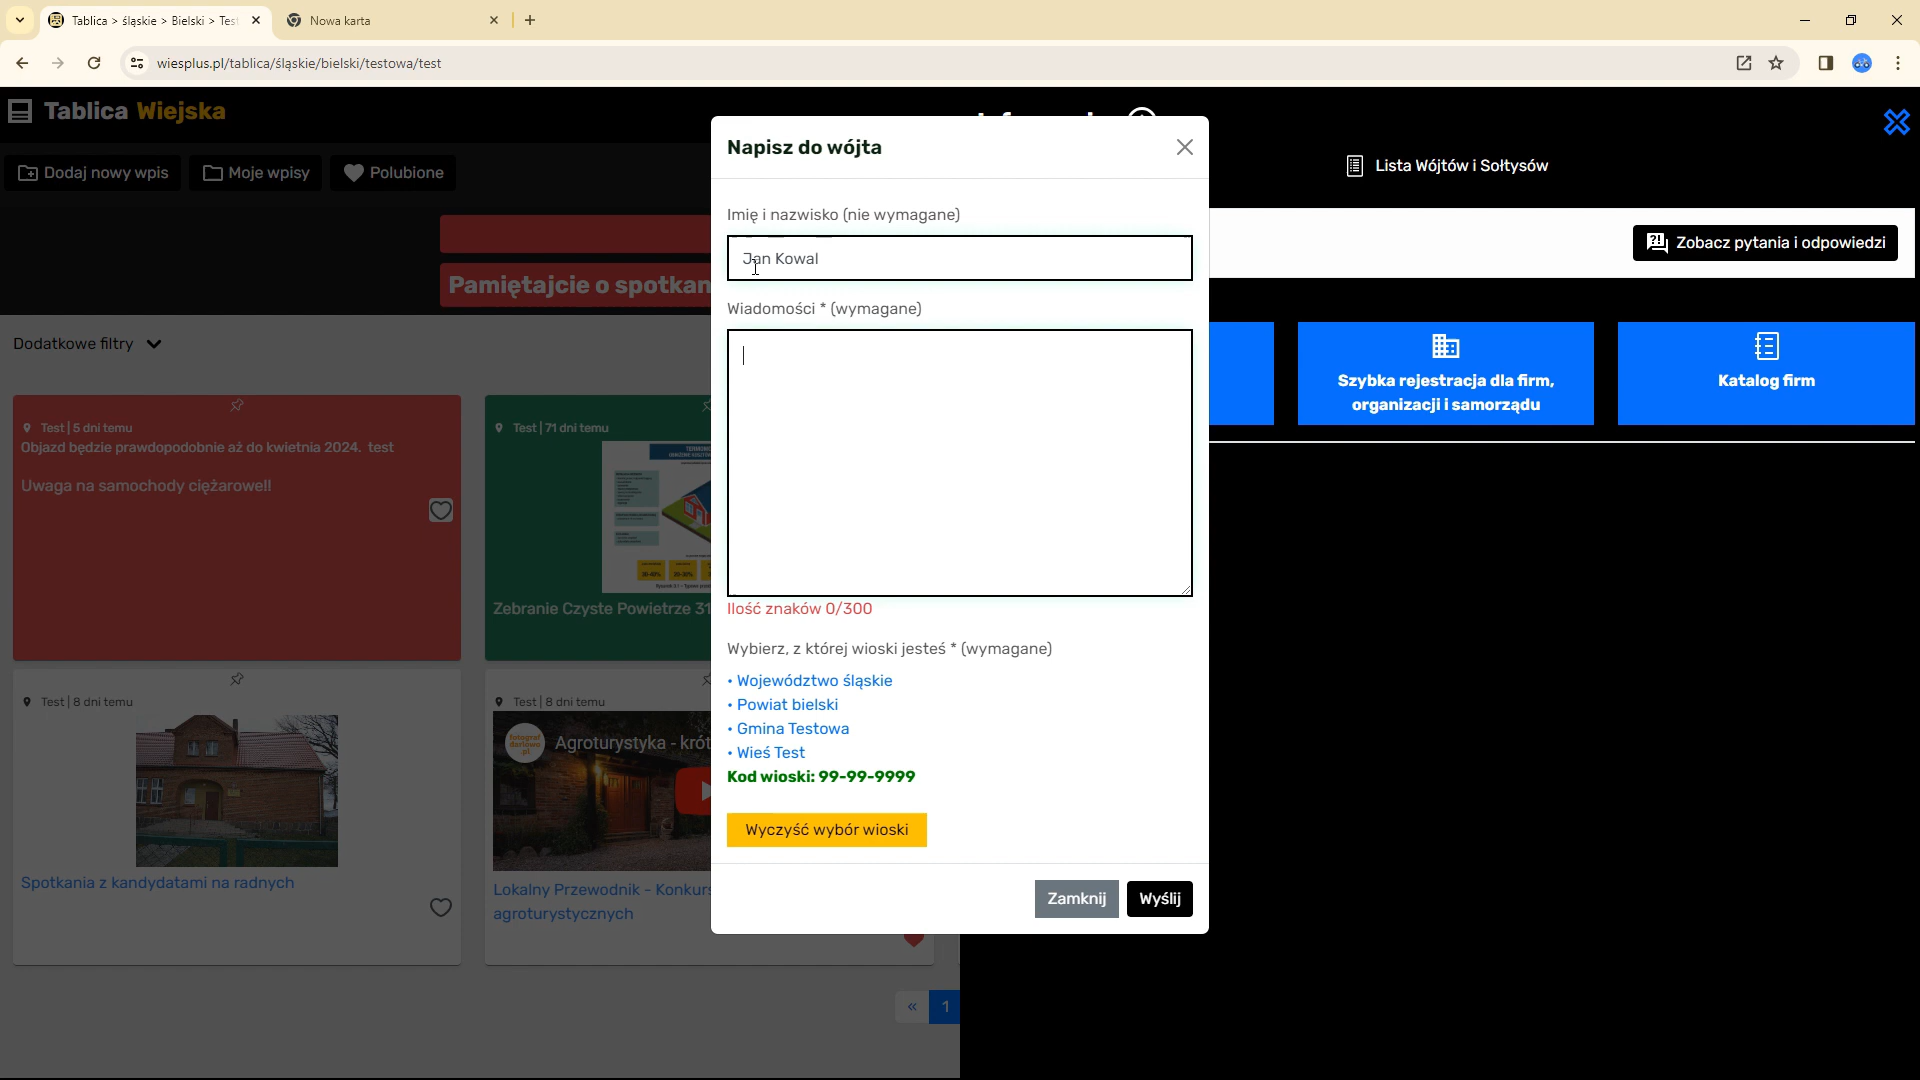 Tablica > śląskie > Bielski > Tes
Nowa karta
wiesplus.pl/tablica/śląskie/bielski/testowa/test
Tablica Wiejska
Dodaj nowy wpis
Moje wpisy
Polubione
Lista Wójtów i Sołtysów
Zobacz pytania i odpowiedzi
Pamiętajcie o spotkan
Dodatkowe filtry
Szybka rejestracja dla firm,
organizacji i samorządu
Katalog firm
Test | 5 dni temu
Objazd będzie prawdopodobnie aż do kwietnia 2024. test
Uwaga na samochody ciężarowe!!
Test | 71 dni temu
Zebranie Czyste Powietrze 31
Test | 8 dni temu
Spotkania z kandydatami na radnych
Test | 8 dni temu
fotograf
Agroturystyka - krót
Lokalny Przewodnik - Konkurs
agroturystycznych
« 1
Napisz do wójta
Imię i nazwisko (nie wymagane)
Jan Kowal
Wiadomości * (wymagane)
Ilość znaków 0/300
Wybierz, z której wioski jesteś * (wymagane)
• Województwo śląskie
• Powiat bielski
• Gmina Testowa
• Wieś Test
Kod wioski: 99-99-9999
Wyczyść wybór wioski
Zamknij
Wyślij